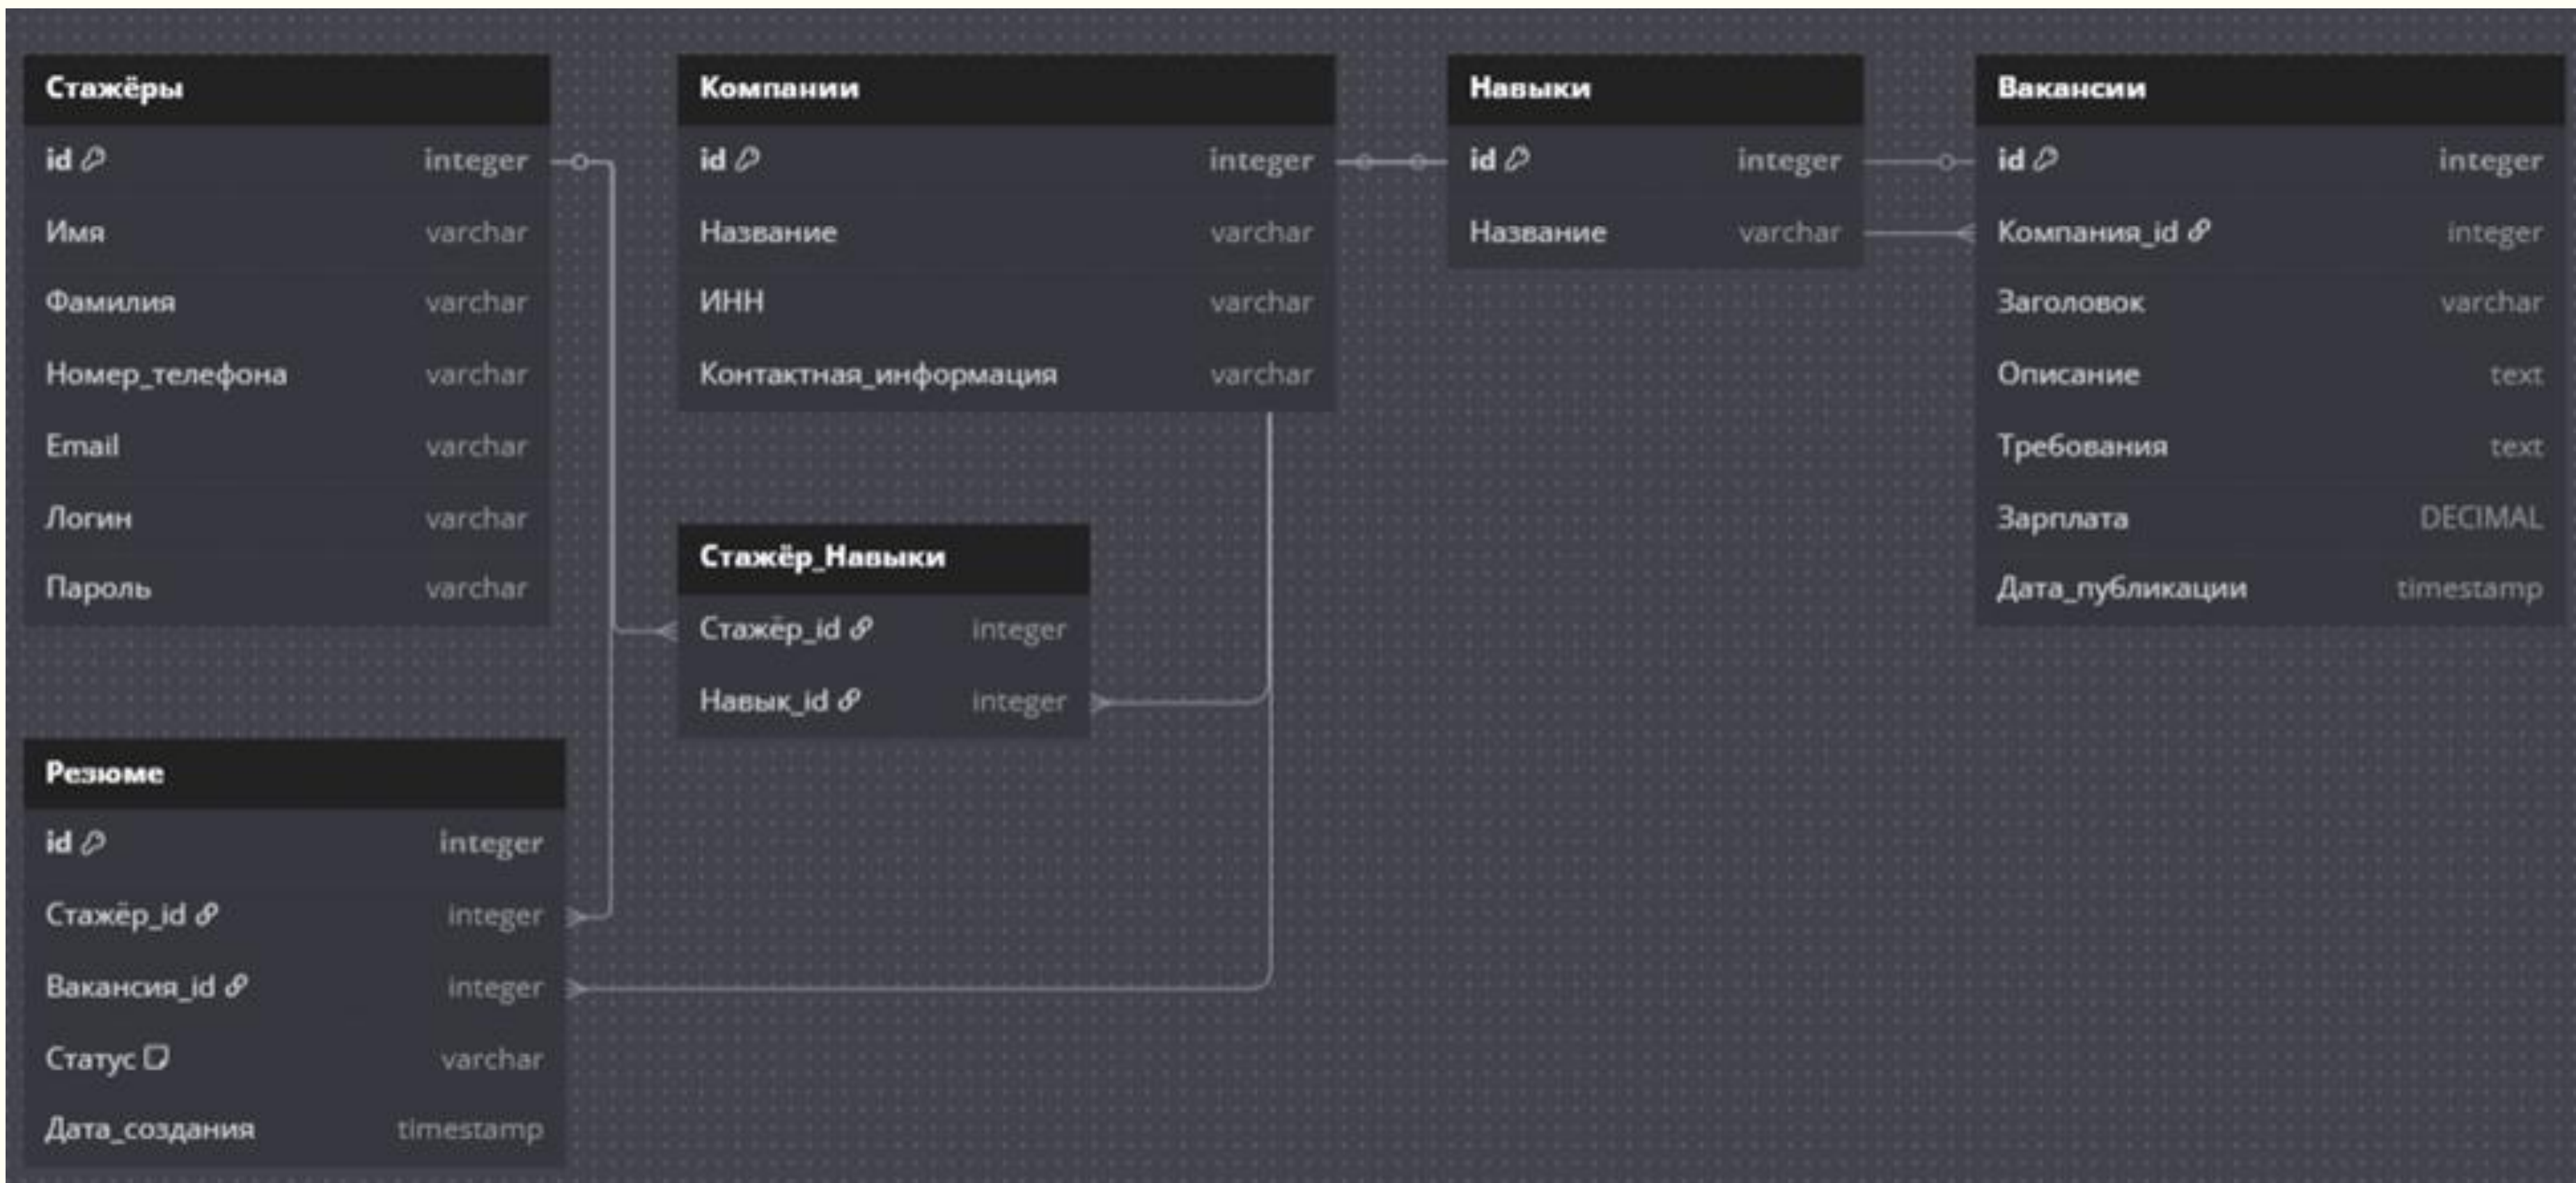 Стажёры
id integer
Имя varchar
Фамилия varchar
Номер_телефона varchar
Email varchar
Логин varchar
Пароль varchar
Компании
id integer
Название varchar
ИНН varchar
Контактная_информация varchar
Навыки
id integer
Название varchar
Вакансии
id integer
Компания_id integer
Заголовок varchar
Описание text
Требования text
Зарплата DECIMAL
Дата_публикации timestamp
Стажёр_Навыки
Стажёр_id integer
Навык_id integer
Резюме
id integer
Стажёр_id integer
Вакансия_id integer
Статус varchar
Дата_создания timestamp